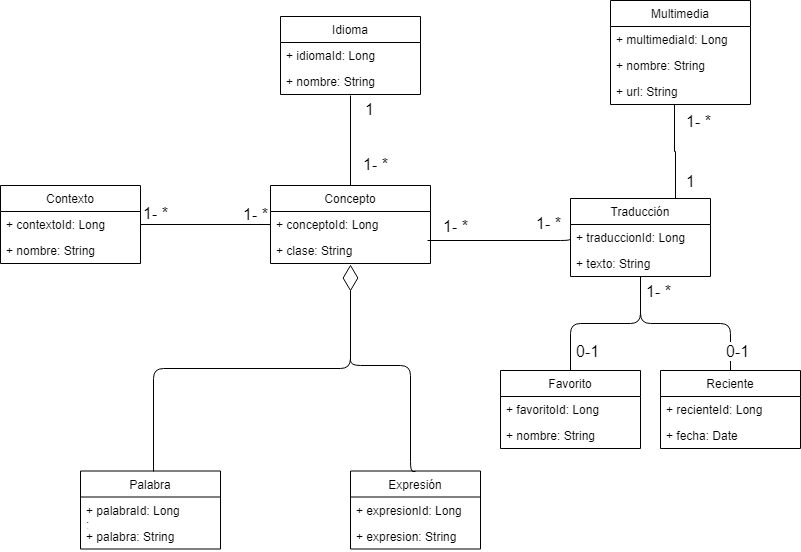 Idioma
+ idiomaId: Long
+ nombre: String
1
1- *
Multimedia
+ multimediaId: Long
+ nombre: String
+ url: String
1- *
1
Contexto
+ contextoId: Long
+ nombre: String
1- *
1- *
Concepto
+ conceptoId: Long
+ clase: String
1- *
1- *
Traducción
+ traduccionId: Long
+ texto: String
1- *
0-1
0-1
Favorito
+ favoritoId: Long
+ nombre: String
Reciente
+ recienteId: Long
+ fecha: Date
Palabra
+ palabraId: Long
+ palabra: String
Expresión
+ expresionId: Long
+ expresion: String